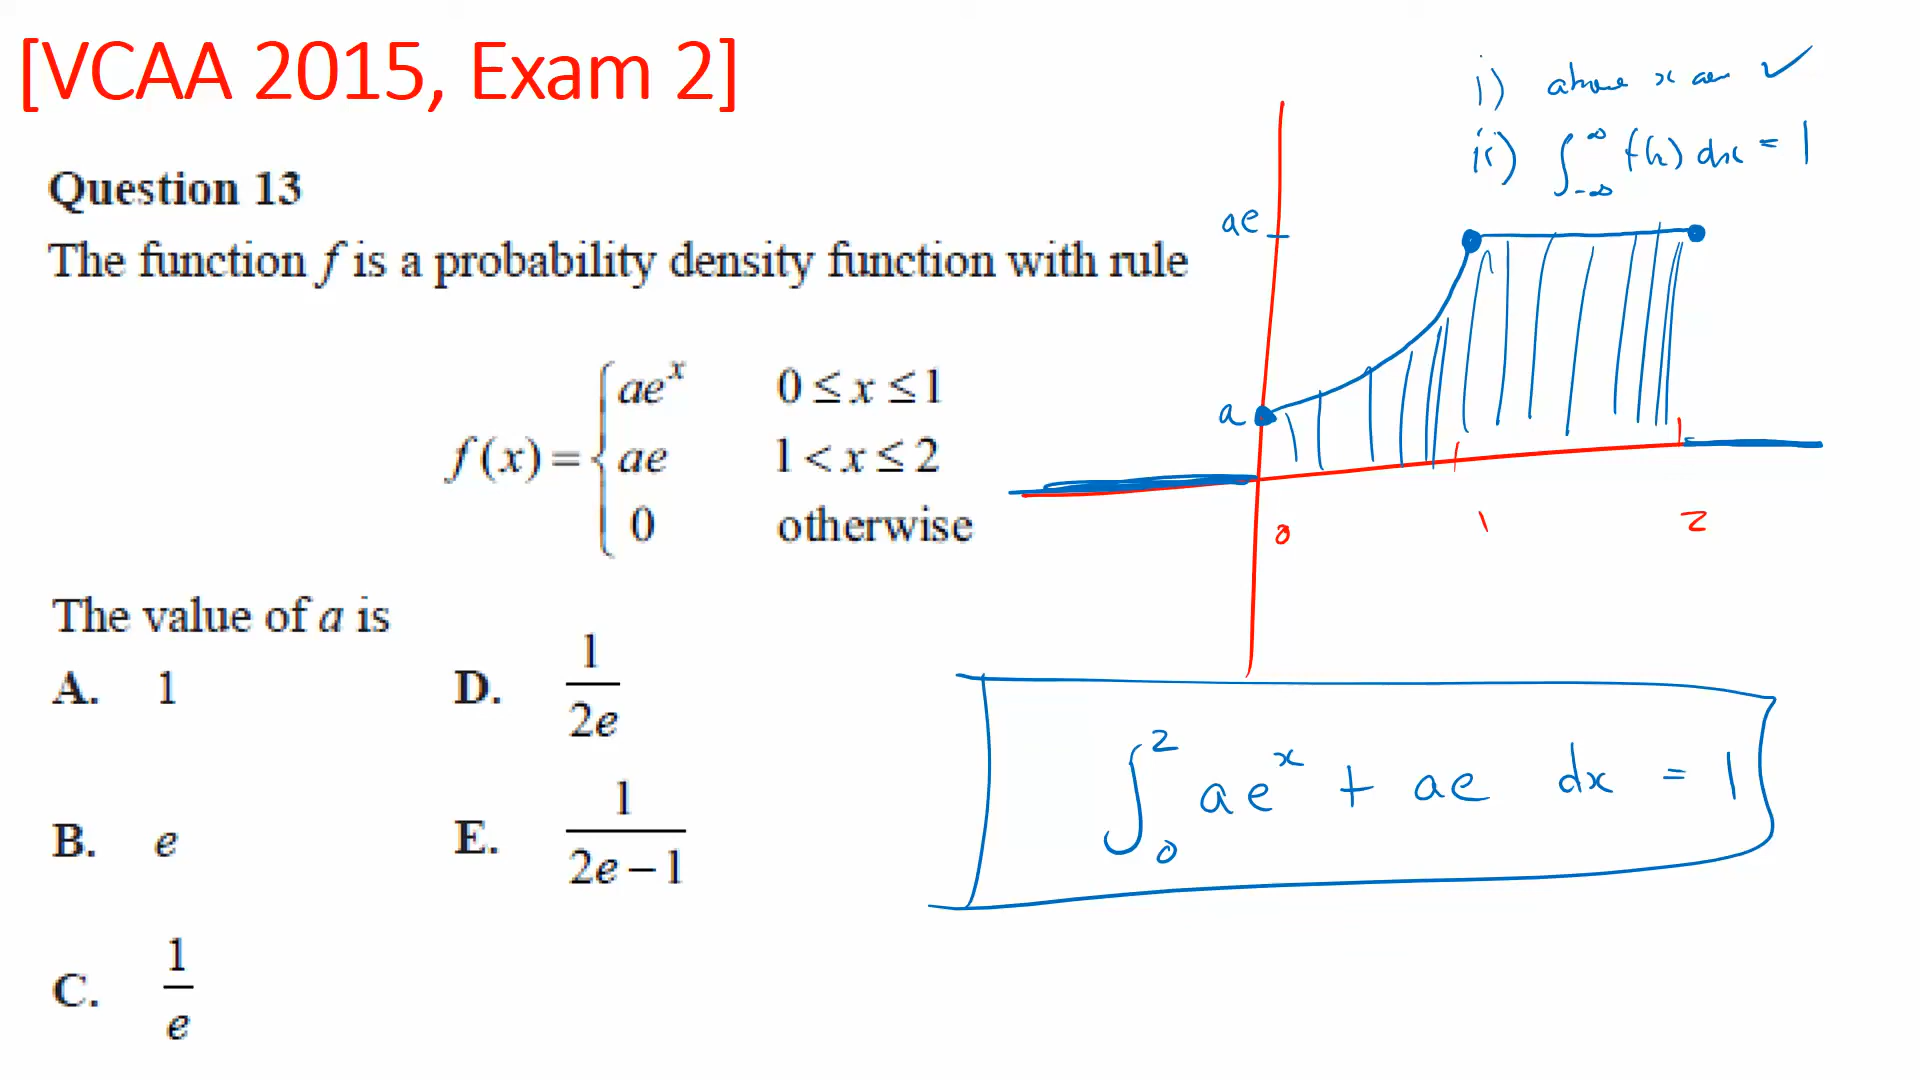 [VCAA 2015, Exam 2]
Question 13
The function f is a probability density function with rule
f(x) = { ae^x 0 ≤ x ≤ 1
ae 1 < x ≤ 2
0 otherwise
The value of a is
A. 1
B. e
C. 1/e
D. 1/2e
E. 1/(2e − 1)
i) above x ✓
ii) ∫_{-∞}^{∞} f(x) dx = 1
ae
a
0 1 2
∫_0^2 ae^x + ae dx = 1